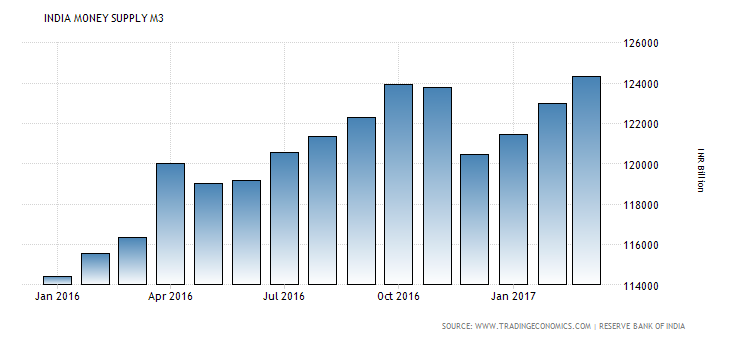 INDIA MONEY SUPPLY M3
126000
124000
122000
120000
118000
116000
114000
INR Billion
Jan 2016
Apr 2016
Jul 2016
Oct 2016
Jan 2017
SOURCE: WWW.TRADINGECONOMICS.COM | RESERVE BANK OF INDIA